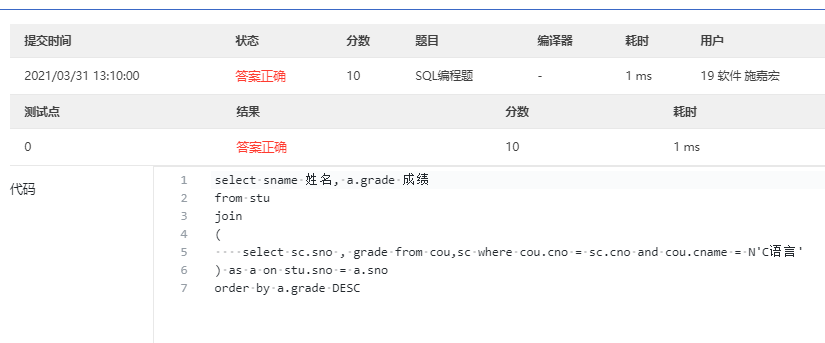 提交时间 状态 分数 题目 编译器 耗时 用户
2021/03/31 13:10:00 答案正确 10 SQL编程题 - 1 ms 19 软件 施嘉宏
测试点 结果 分数 耗时
0 答案正确 10 1 ms
代码
1 select sname 姓名, a.grade 成绩
2 from stu
3 join
4 (
5     select sc.sno , grade from cou,sc where cou.cno = sc.cno and cou.cname = N'C语言'
6 ) as a on stu.sno = a.sno
7 order by a.grade DESC